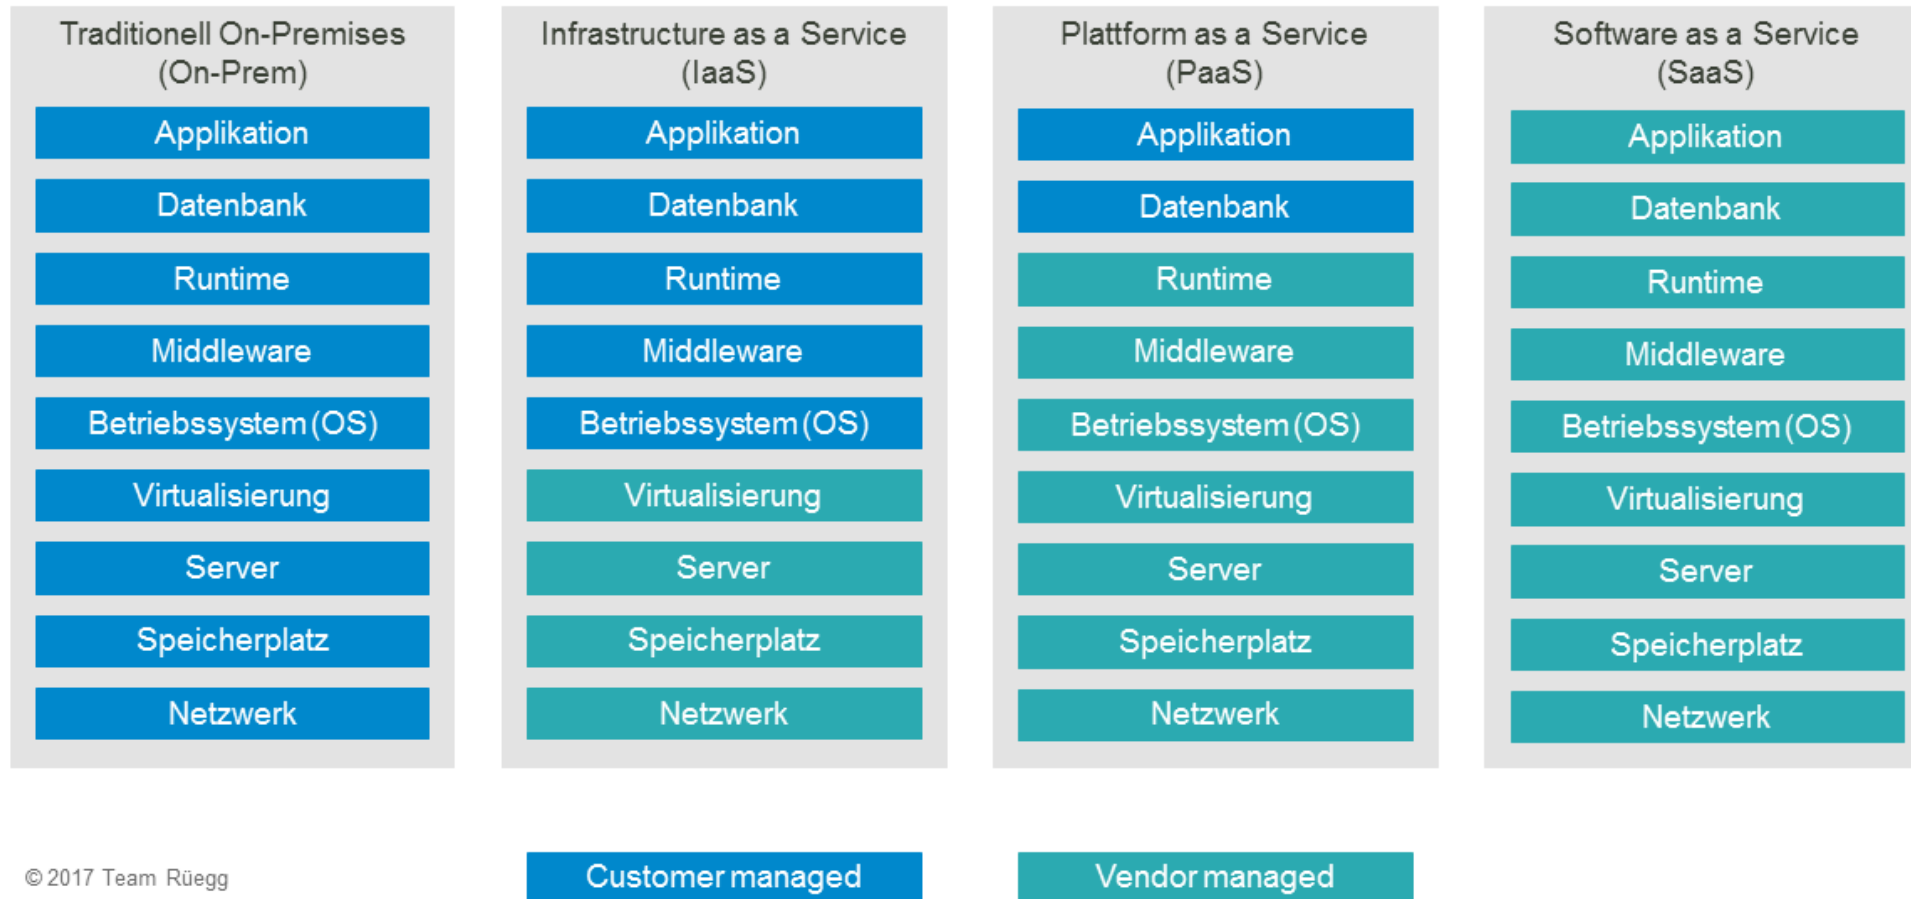 Traditionell On-Premises
(On-Prem)
Applikation
Datenbank
Runtime
Middleware
Betriebssystem (OS)
Virtualisierung
Server
Speicherplatz
Netzwerk
Infrastructure as a Service
(IaaS)
Applikation
Datenbank
Runtime
Middleware
Betriebssystem (OS)
Virtualisierung
Server
Speicherplatz
Netzwerk
Plattform as a Service
(PaaS)
Applikation
Datenbank
Runtime
Middleware
Betriebssystem (OS)
Virtualisierung
Server
Speicherplatz
Netzwerk
Software as a Service
(SaaS)
Applikation
Datenbank
Runtime
Middleware
Betriebssystem (OS)
Virtualisierung
Server
Speicherplatz
Netzwerk
© 2017 Team Rüegg
Customer managed
Vendor managed